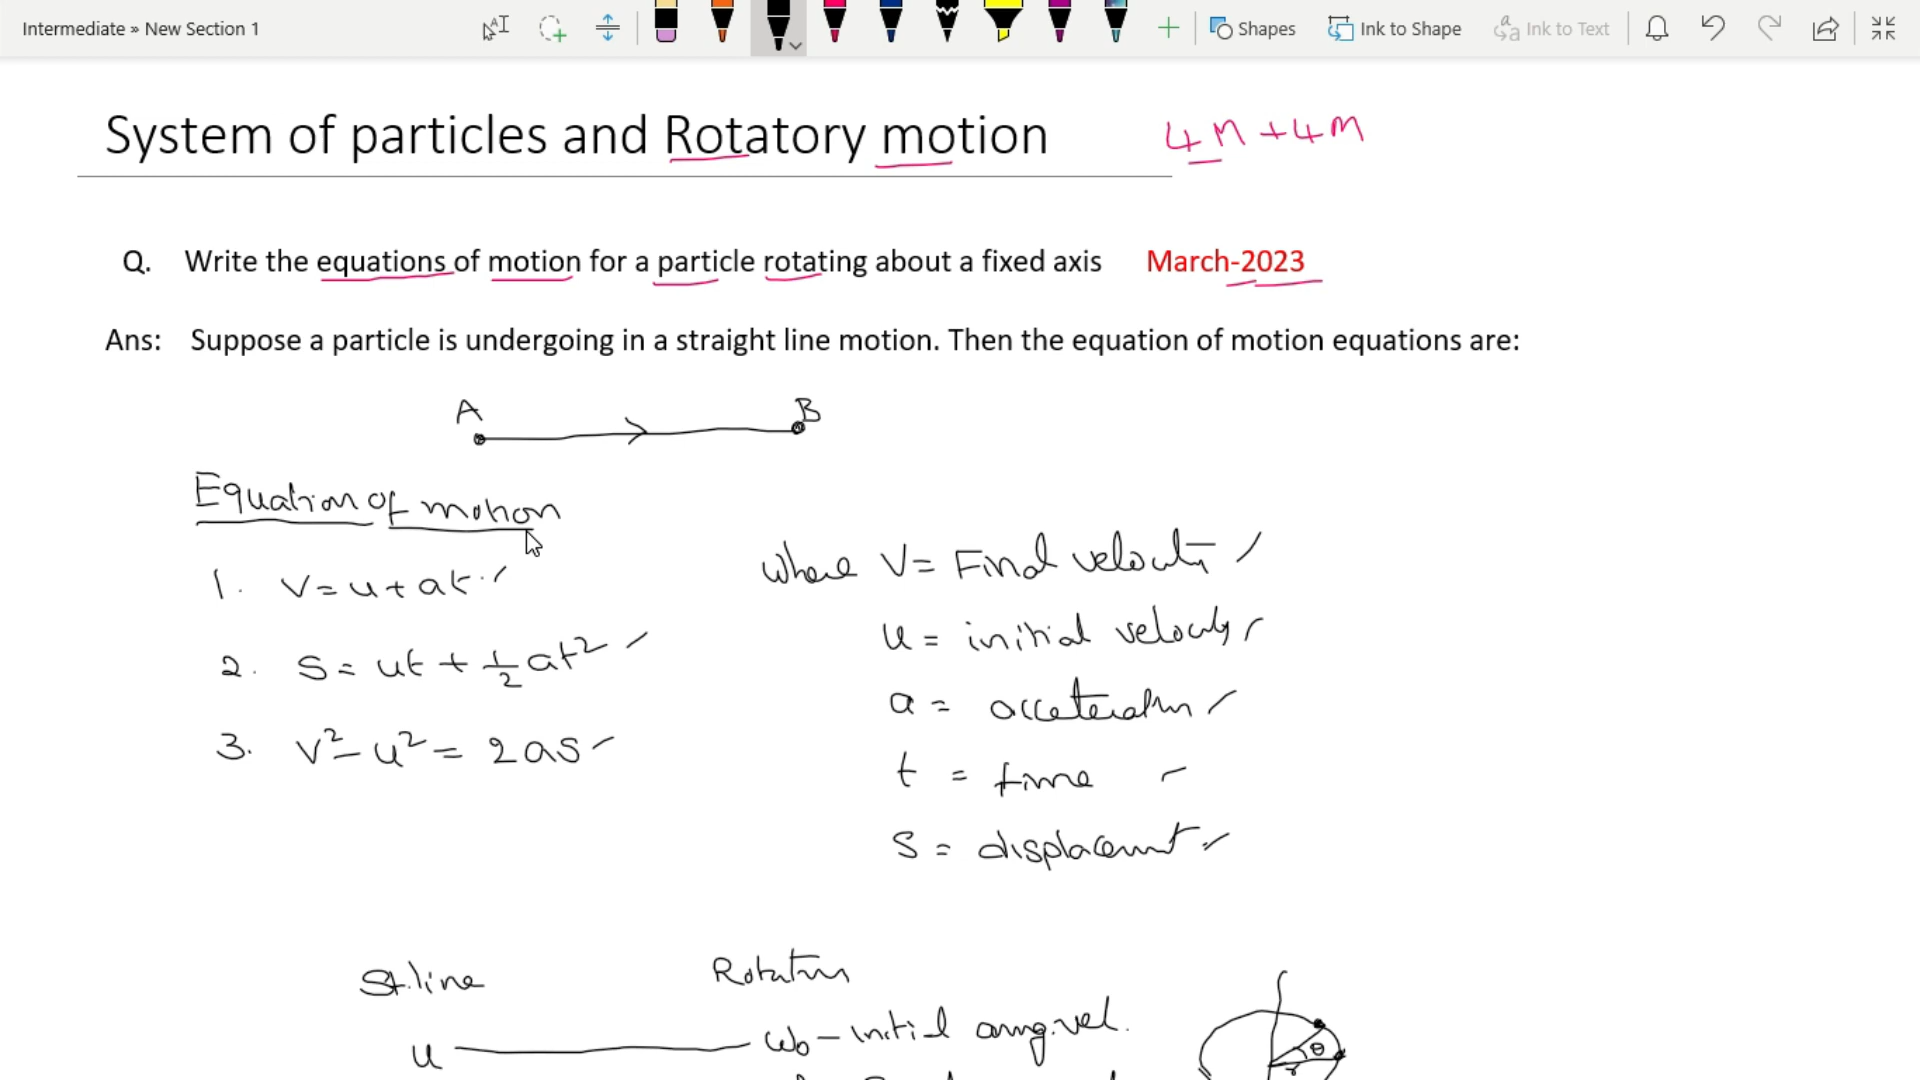 Intermediate » New Section 1
Shapes
Ink to Shape
Ink to Text
System of particles and Rotatory motion 4M+4M
Q. Write the equations of motion for a particle rotating about a fixed axis March-2023
Ans: Suppose a particle is undergoing in a straight line motion. Then the equation of motion equations are:
A B
Equation of motion
1. V=u+at.
2. S= ut + 1/2 at²
3. V²-u²= 2as
where V= Final velocity
u = initial velocity
a = acceleration
t = time
S = displacement
St.line Rotation
u ω₀ - initial ang.vel.
θ
r